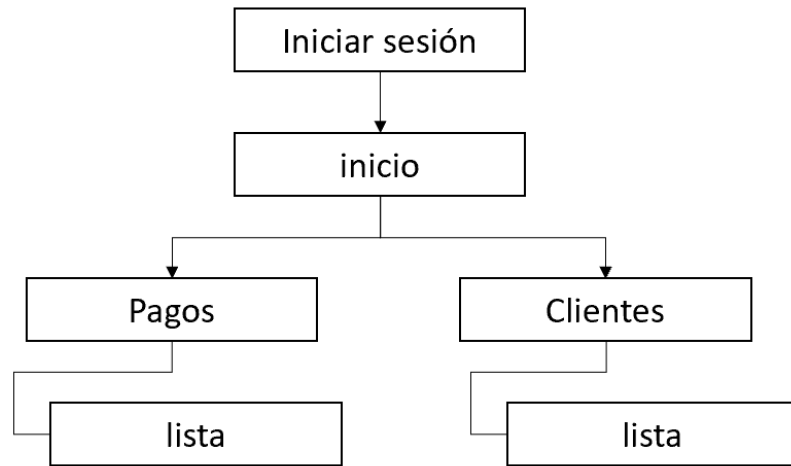 Iniciar sesión
inicio
Pagos
Clientes
lista
lista